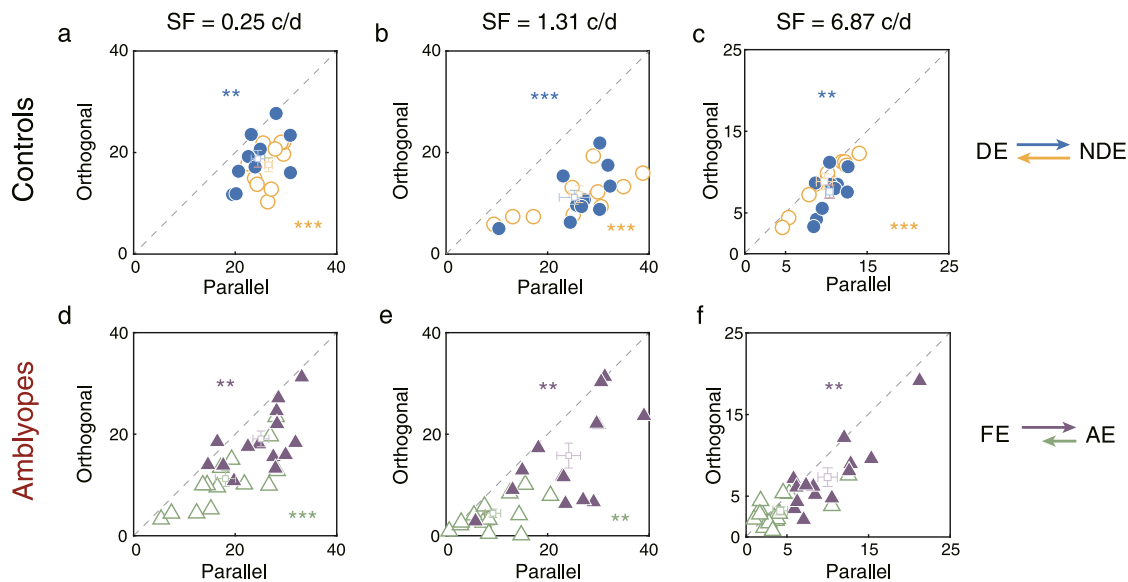 SF = 0.25 c/d
SF = 1.31 c/d
SF = 6.87 c/d
Controls
a
40
**
20
***
0
0
20
40
Orthogonal
Parallel
b
40
***
20
***
0
0
20
40
Orthogonal
Parallel
c
25
**
15
5
***
0
0
5
15
25
Orthogonal
Parallel
DE NDE
Amblyopes
d
40
**
20
***
0
0
20
40
Orthogonal
Parallel
e
40
**
20
**
0
0
20
40
Orthogonal
Parallel
f
25
**
15
5
0
0
5
15
25
Orthogonal
Parallel
FE AE